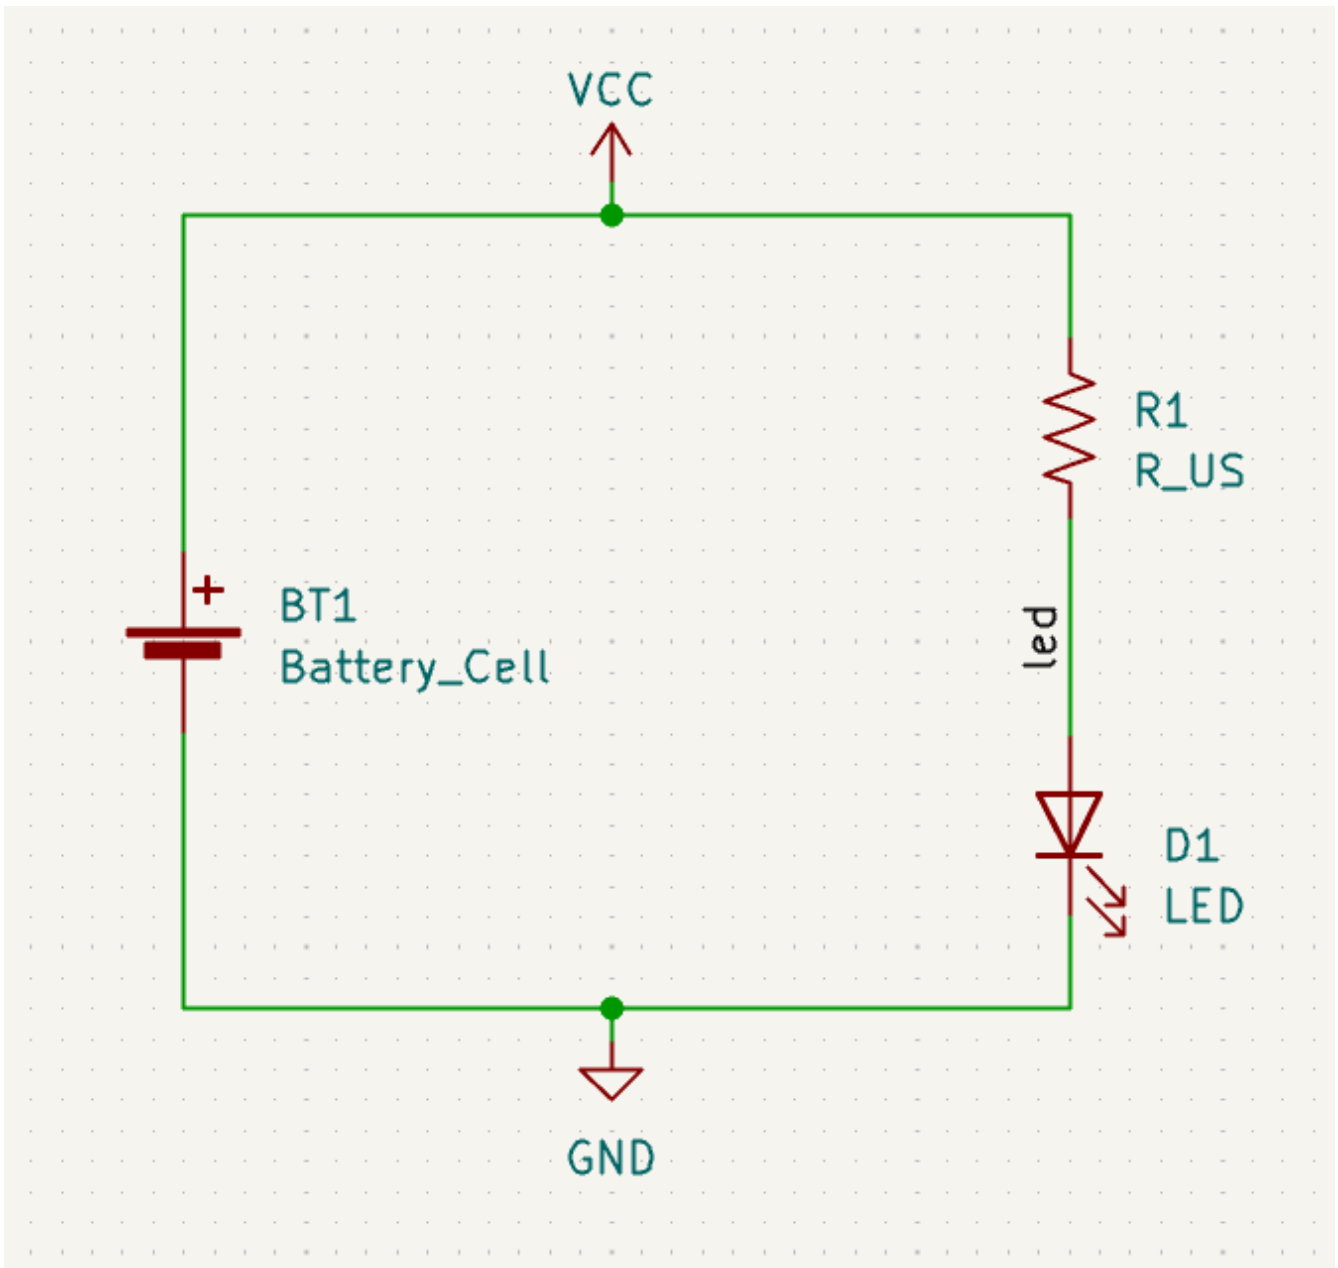 VCC
R1
R_US
BT1
Battery_Cell
led
D1
LED
GND